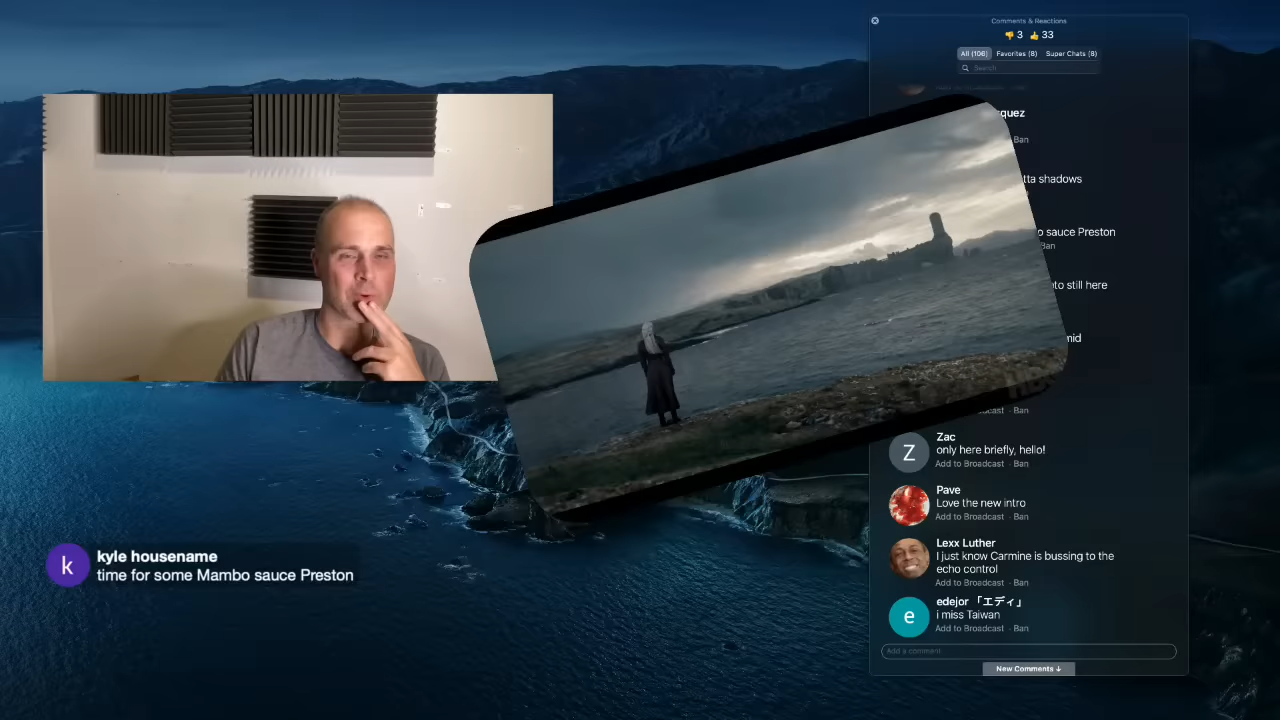 Comments & Reactions
👎 3 👍 33
All (106) Favorites (8) Super Chats (8)
Search
quez
Ban
tta shadows
o sauce Preston
Ban
to still here
mid
cast · Ban
Z
Zac
only here briefly, hello!
Add to Broadcast · Ban
Pave
Love the new intro
Add to Broadcast · Ban
Lexx Luther
I just know Carmine is bussing to the
echo control
Add to Broadcast · Ban
e
edejor 「エディ」
i miss Taiwan
Add to Broadcast · Ban
Add a comment
New Comments ↓
k
kyle housename
time for some Mambo sauce Preston